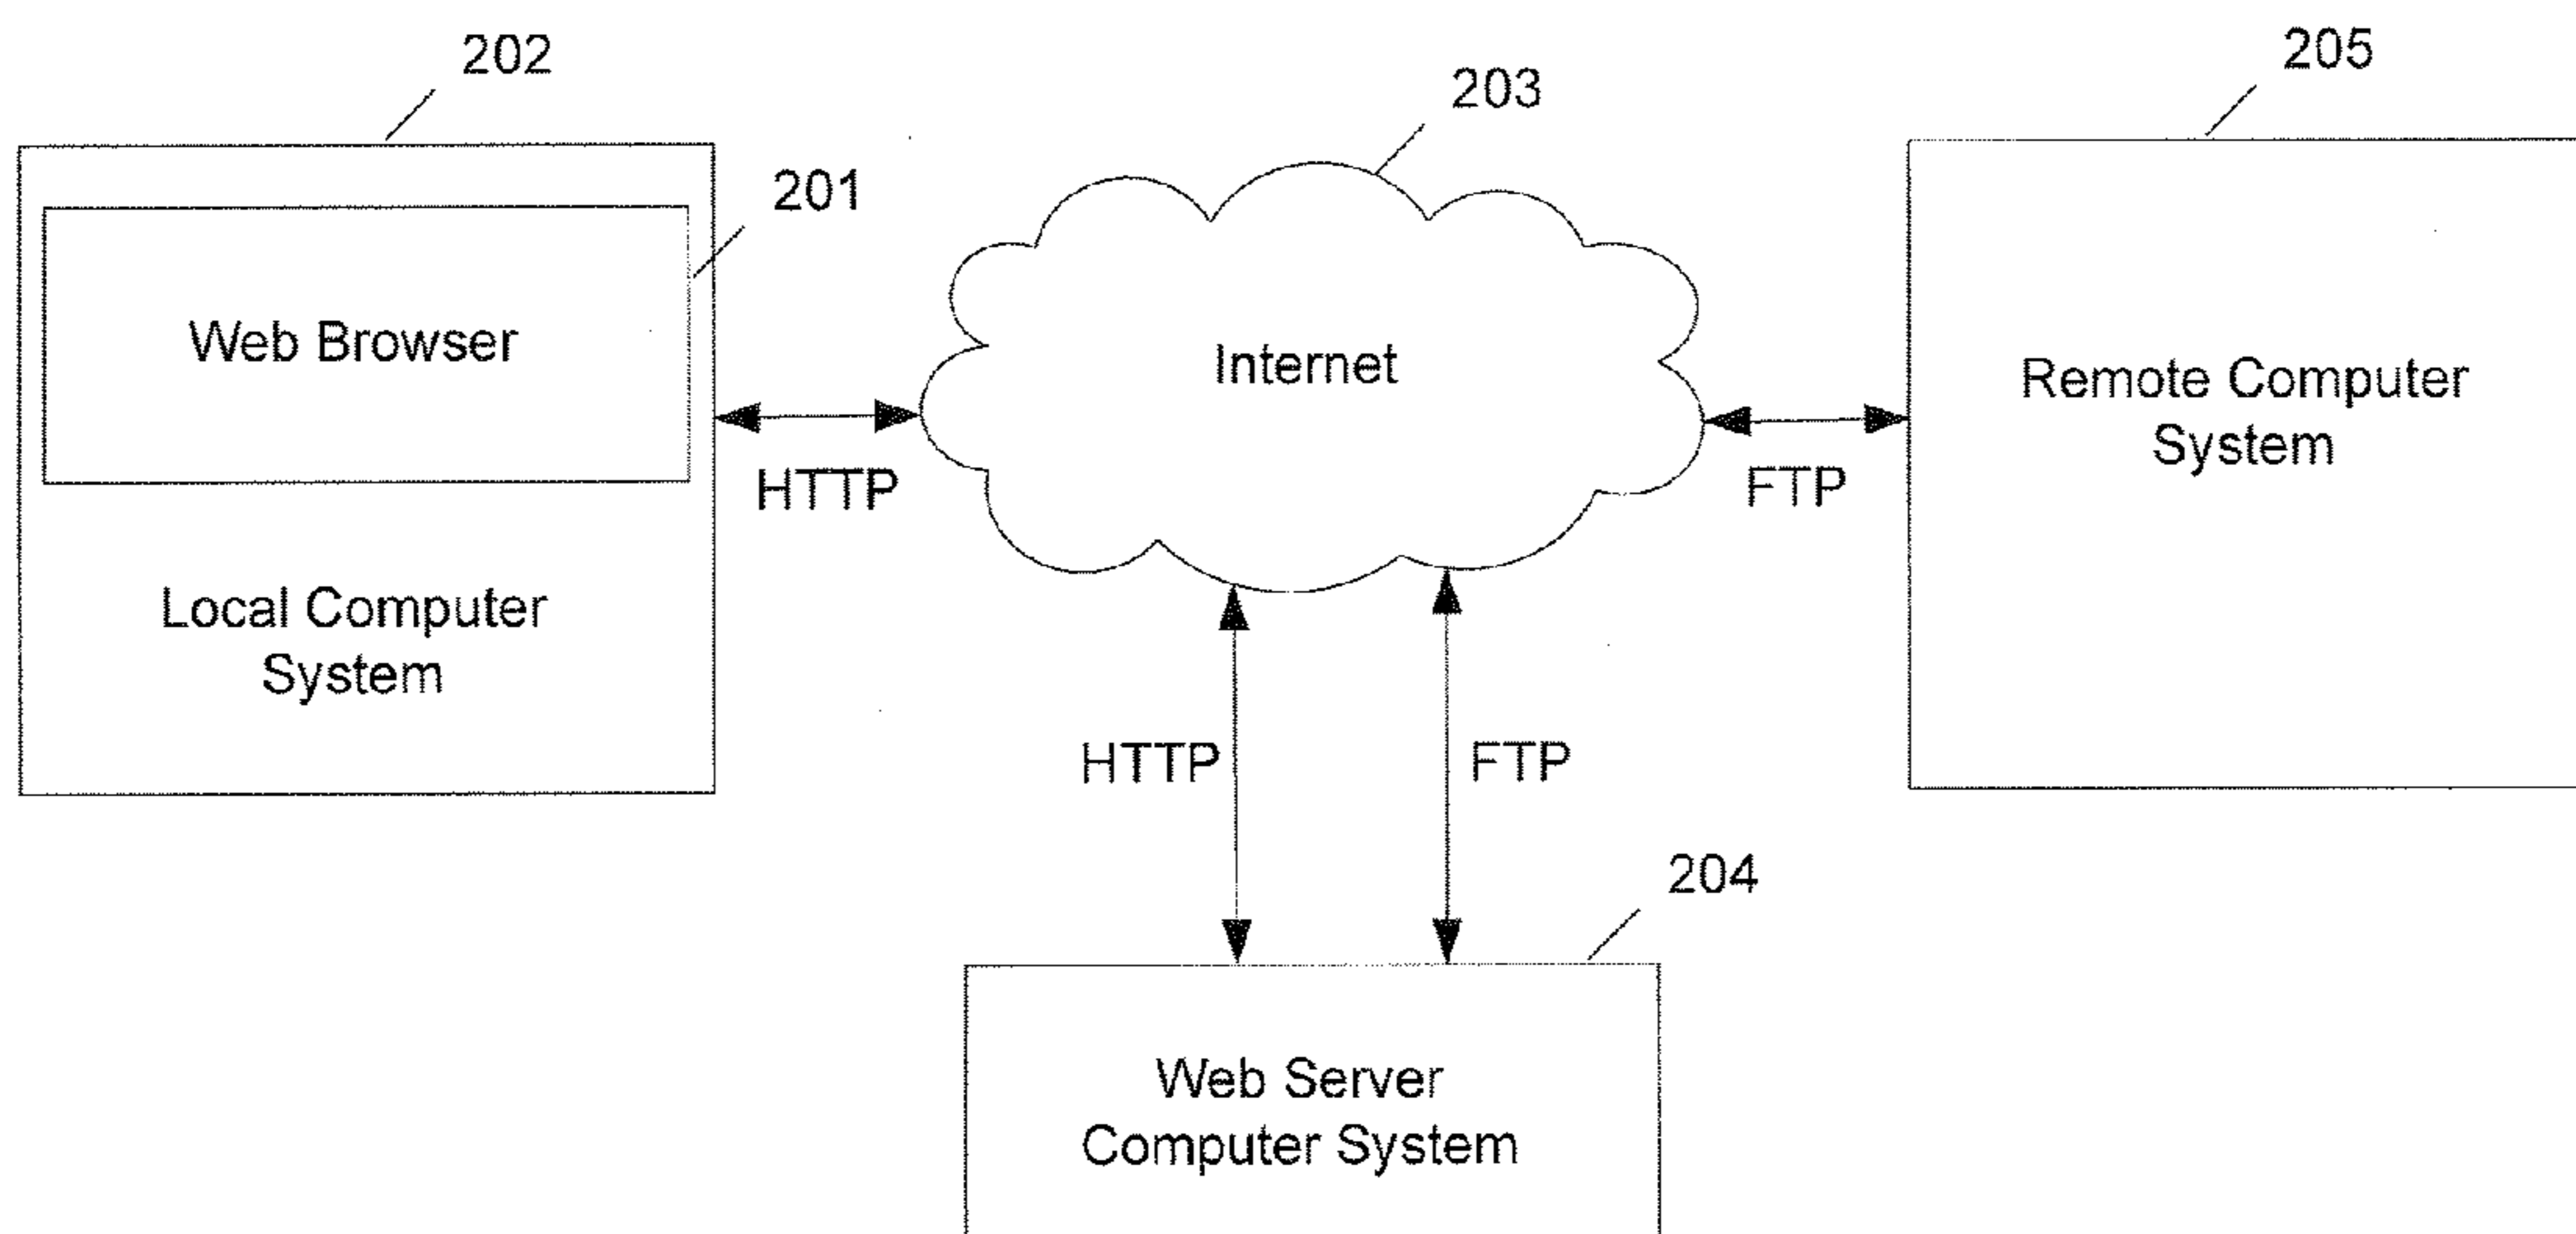 202
203
205
201
Web Browser
Internet
Remote Computer
System
HTTP
FTP
Local Computer
System
HTTP
FTP
204
Web Server
Computer System